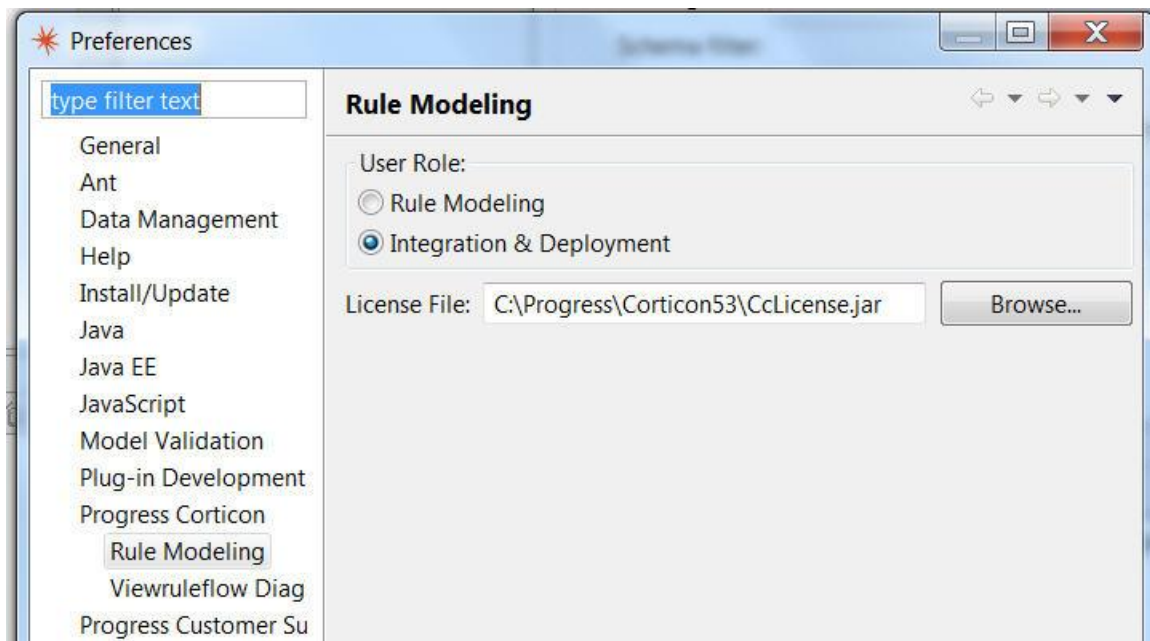 Preferences
type filter text
General
Ant
Data Management
Help
Install/Update
Java
Java EE
JavaScript
Model Validation
Plug-in Development
Progress Corticon
Rule Modeling
Viewruleflow Diag
Progress Customer Su
Rule Modeling
User Role:
Rule Modeling
Integration & Deployment
License File: C:\Progress\Corticon53\CcLicense.jar Browse...